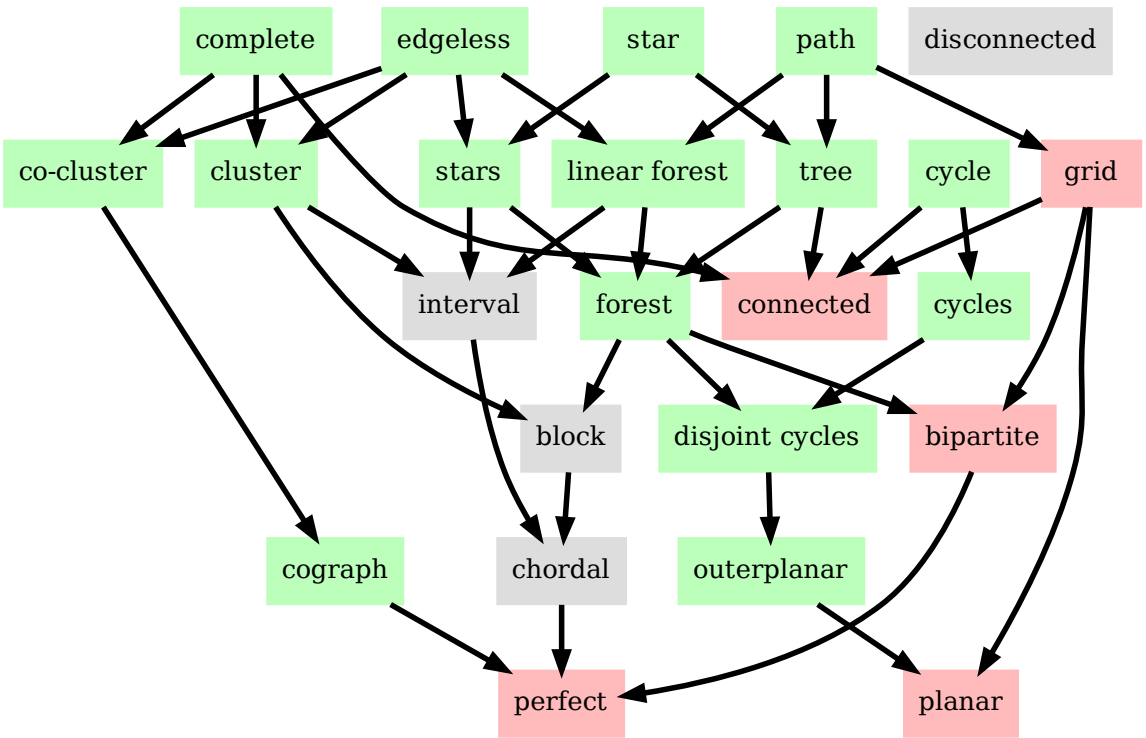 complete
edgeless
star
path
disconnected
co-cluster
cluster
stars
linear forest
tree
cycle
grid
interval
forest
connected
cycles
block
disjoint cycles
bipartite
cograph
chordal
outerplanar
perfect
planar